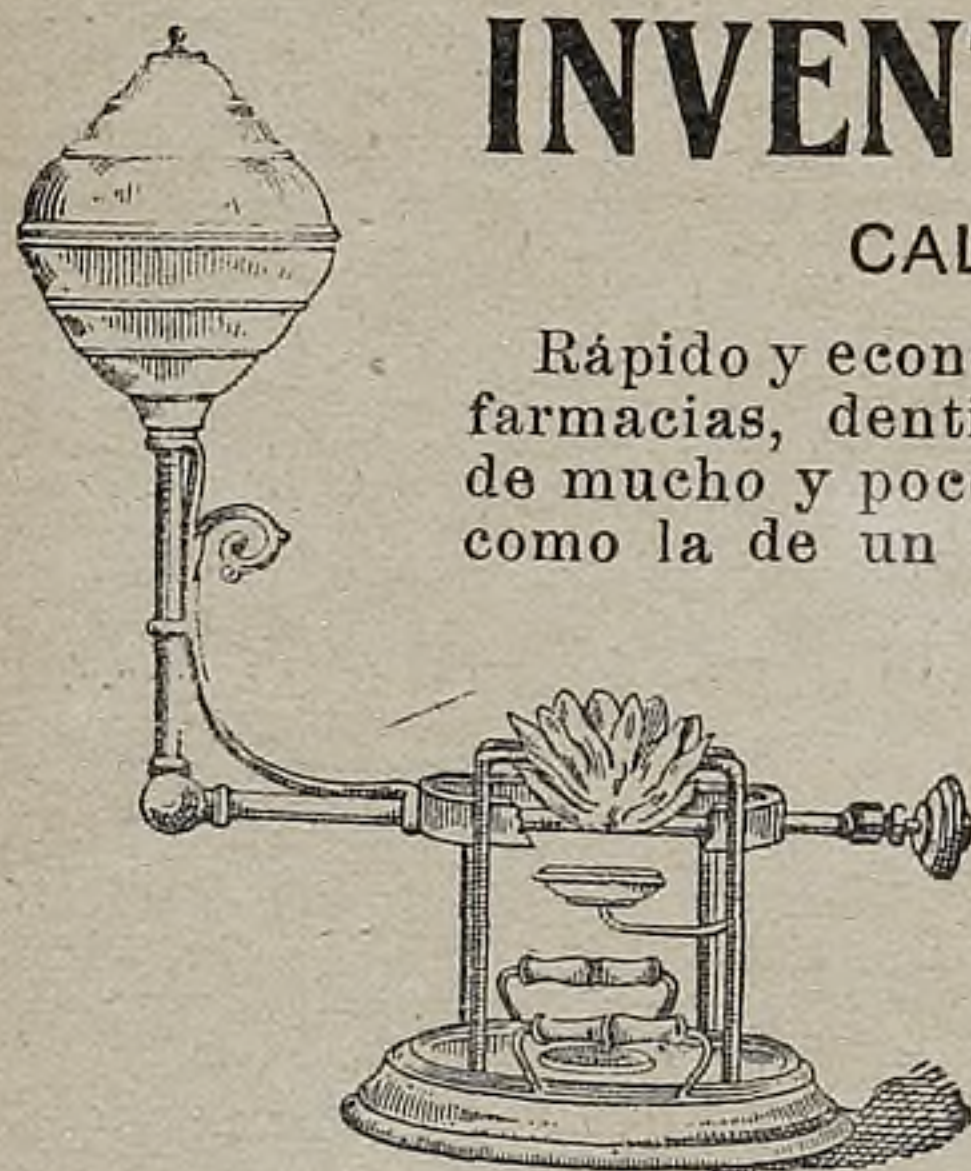 INVEN
CAL
Rápido y econ
farmacias, denti
de mucho y poc
como la de un